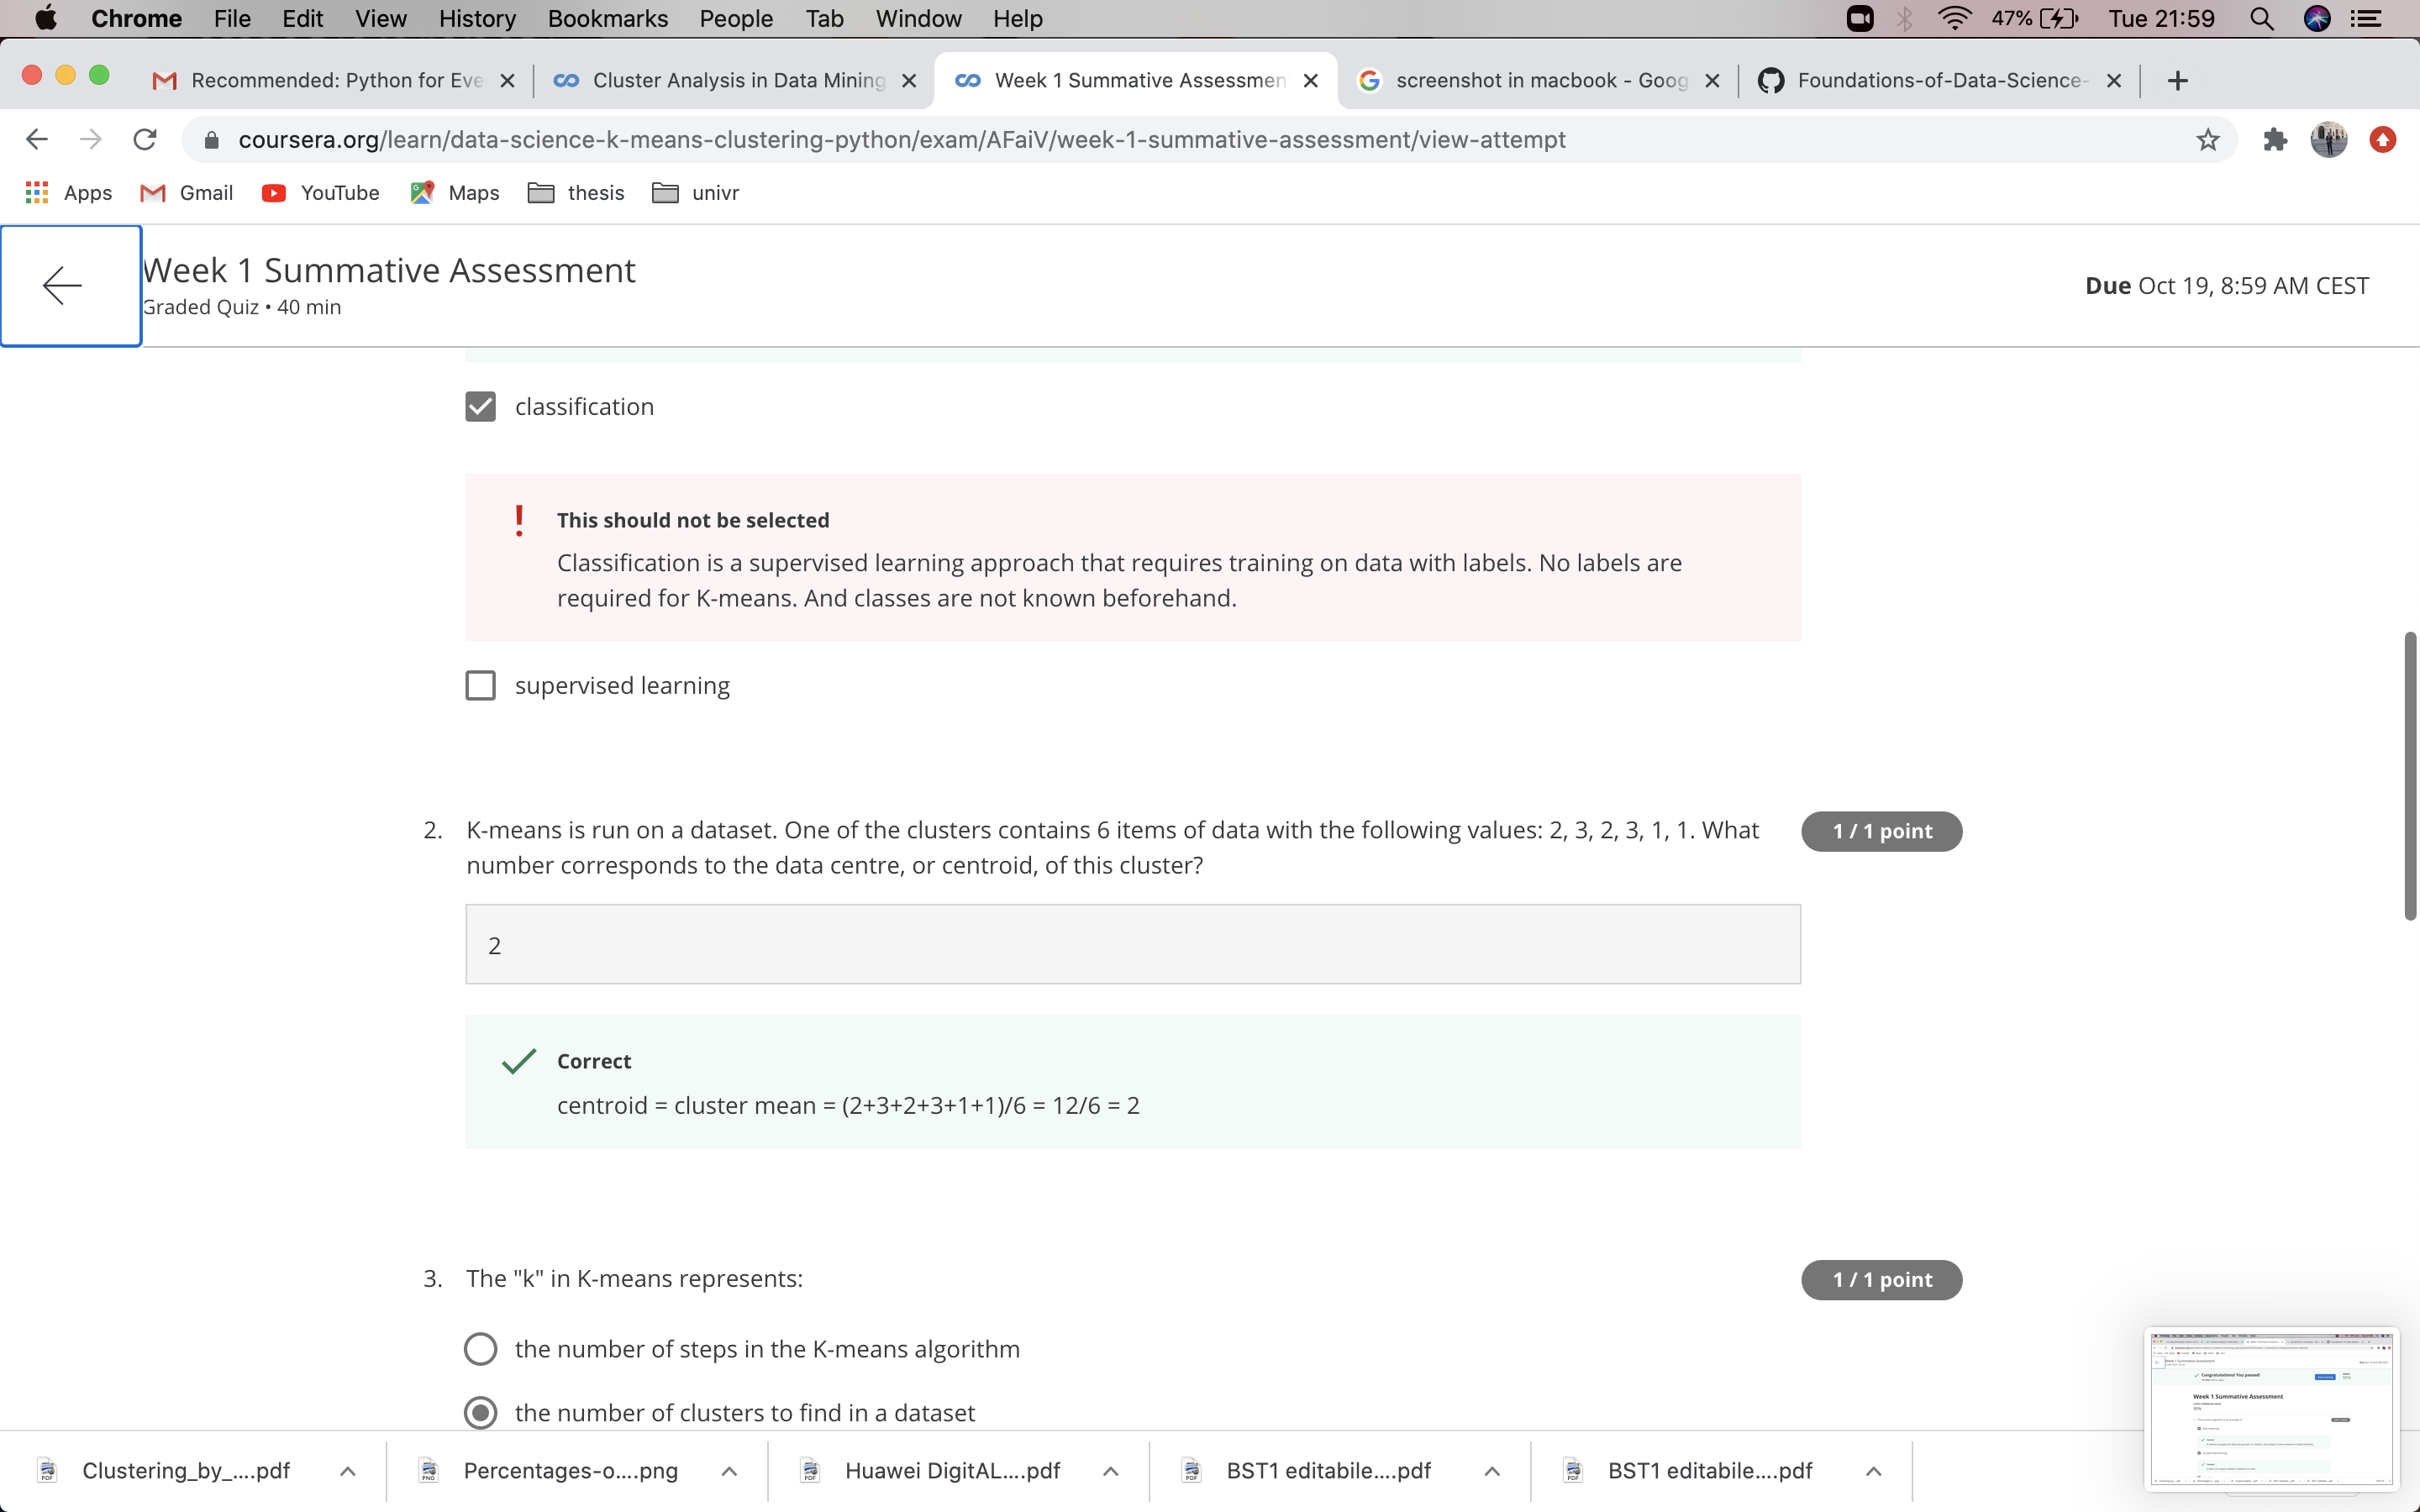 Chrome File Edit View History Bookmarks People Tab Window Help 47% Tue 21:59
Recommended: Python for Eve Cluster Analysis in Data Mining Week 1 Summative Assessmen screenshot in macbook - Goog Foundations-of-Data-Science-
coursera.org/learn/data-science-k-means-clustering-python/exam/AFaiV/week-1-summative-assessment/view-attempt
Apps Gmail YouTube Maps thesis univr
Week 1 Summative Assessment
Graded Quiz • 40 min
Due Oct 19, 8:59 AM CEST
classification
This should not be selected
Classification is a supervised learning approach that requires training on data with labels. No labels are
required for K-means. And classes are not known beforehand.
supervised learning
2. K-means is run on a dataset. One of the clusters contains 6 items of data with the following values: 2, 3, 2, 3, 1, 1. What
number corresponds to the data centre, or centroid, of this cluster?
1 / 1 point
2
Correct
centroid = cluster mean = (2+3+2+3+1+1)/6 = 12/6 = 2
3. The "k" in K-means represents:
1 / 1 point
the number of steps in the K-means algorithm
the number of clusters to find in a dataset
Congratulations! You passed!
Week 1 Summative Assessment
Clustering_by_....pdf Percentages-o....png Huawei DigitAL....pdf BST1 editabile....pdf BST1 editabile....pdf